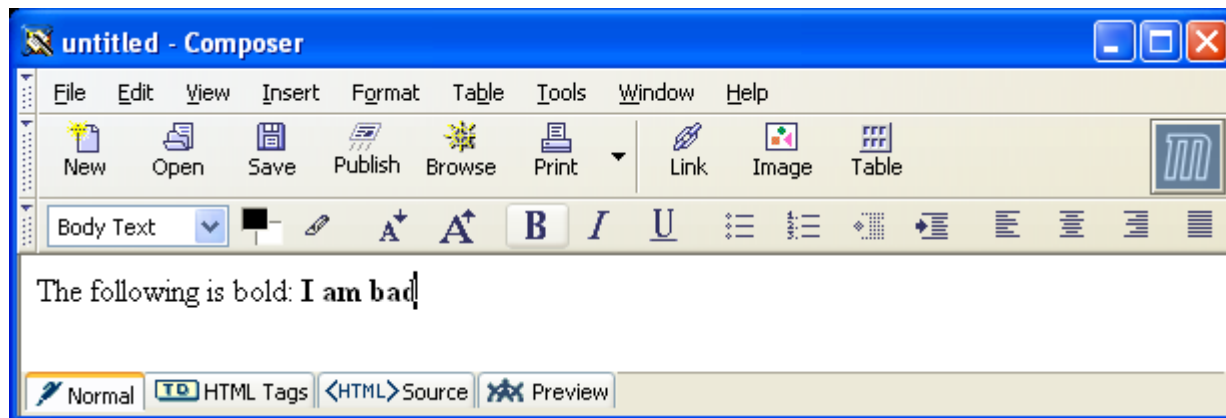 untitled - Composer
File Edit View Insert Format Table Tools Window Help
New Open Save Publish Browse Print Link Image Table
Body Text B I U
The following is bold: I am bad
Normal TD HTML Tags <HTML> Source Preview